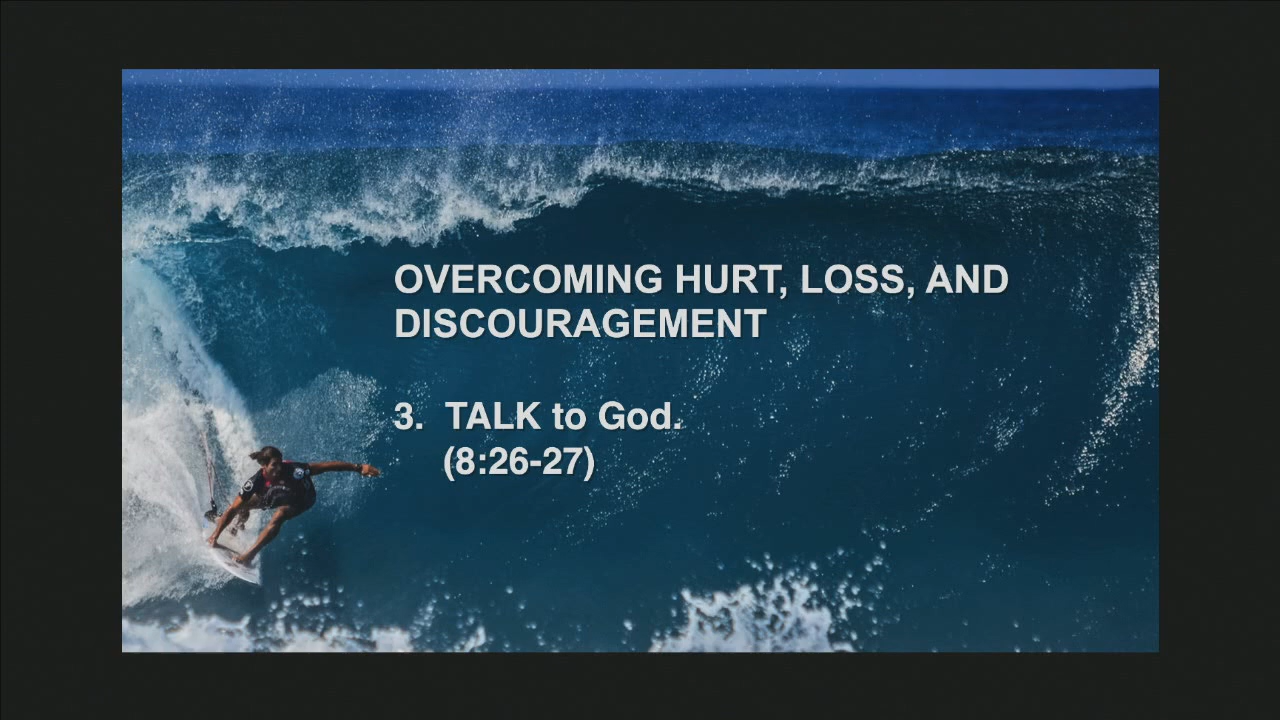 OVERCOMING HURT, LOSS, AND
DISCOURAGEMENT
3. TALK to God.
(8:26-27)